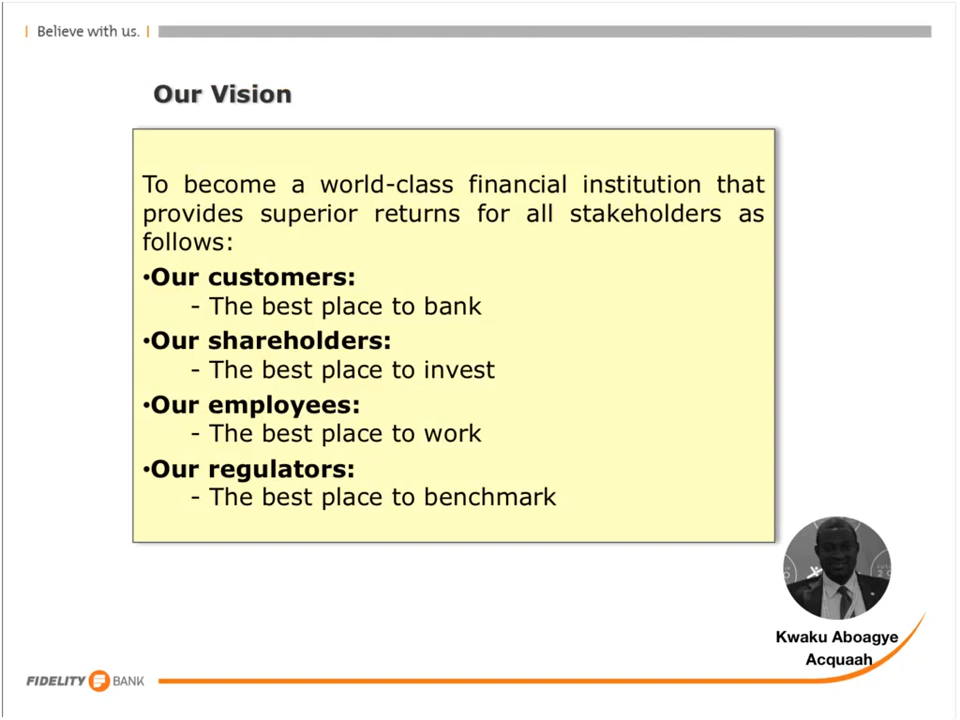 | Believe with us. |
Our Vision
To become a world-class financial institution that
provides superior returns for all stakeholders as
follows:
•Our customers:
- The best place to bank
•Our shareholders:
- The best place to invest
•Our employees:
- The best place to work
•Our regulators:
- The best place to benchmark
Kwaku Aboagye
Acquaah
FIDELITY BANK